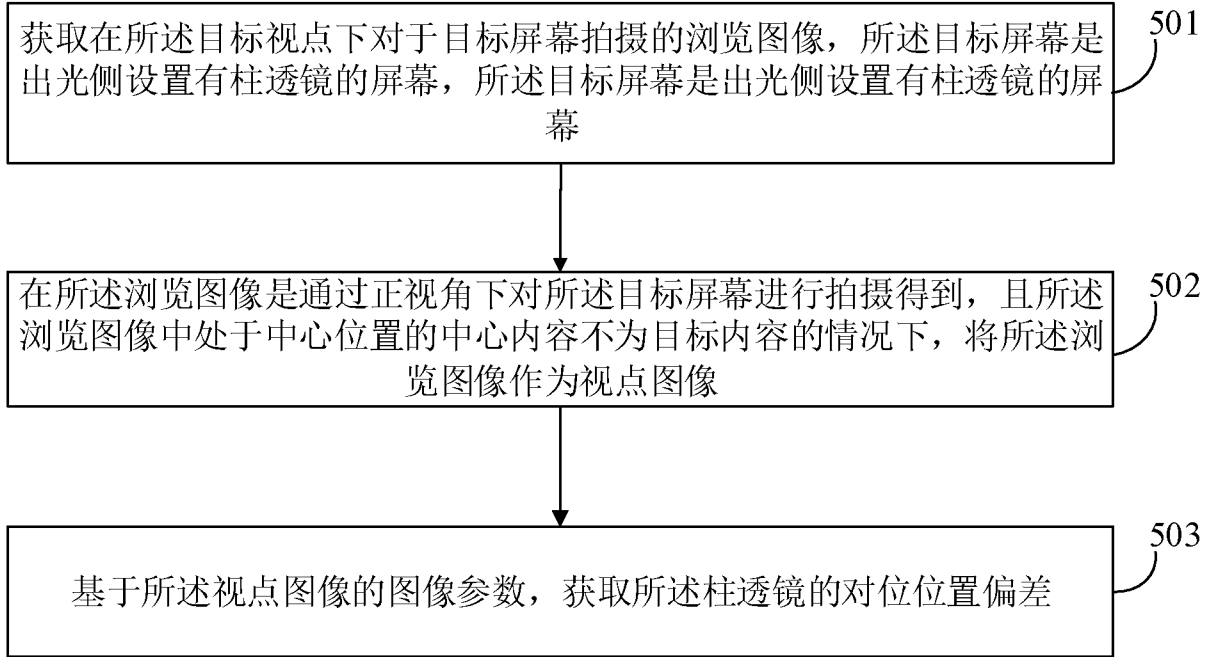 获取在所述目标视点下对于目标屏幕拍摄的浏览图像，所述目标屏幕是
出光侧设置有柱透镜的屏幕，所述目标屏幕是出光侧设置有柱透镜的屏
幕
501
在所述浏览图像是通过正视角下对所述目标屏幕进行拍摄得到，且所述
浏览图像中处于中心位置的中心内容不为目标内容的情况下，将所述浏
览图像作为视点图像
502
基于所述视点图像的图像参数，获取所述柱透镜的对位位置偏差
503